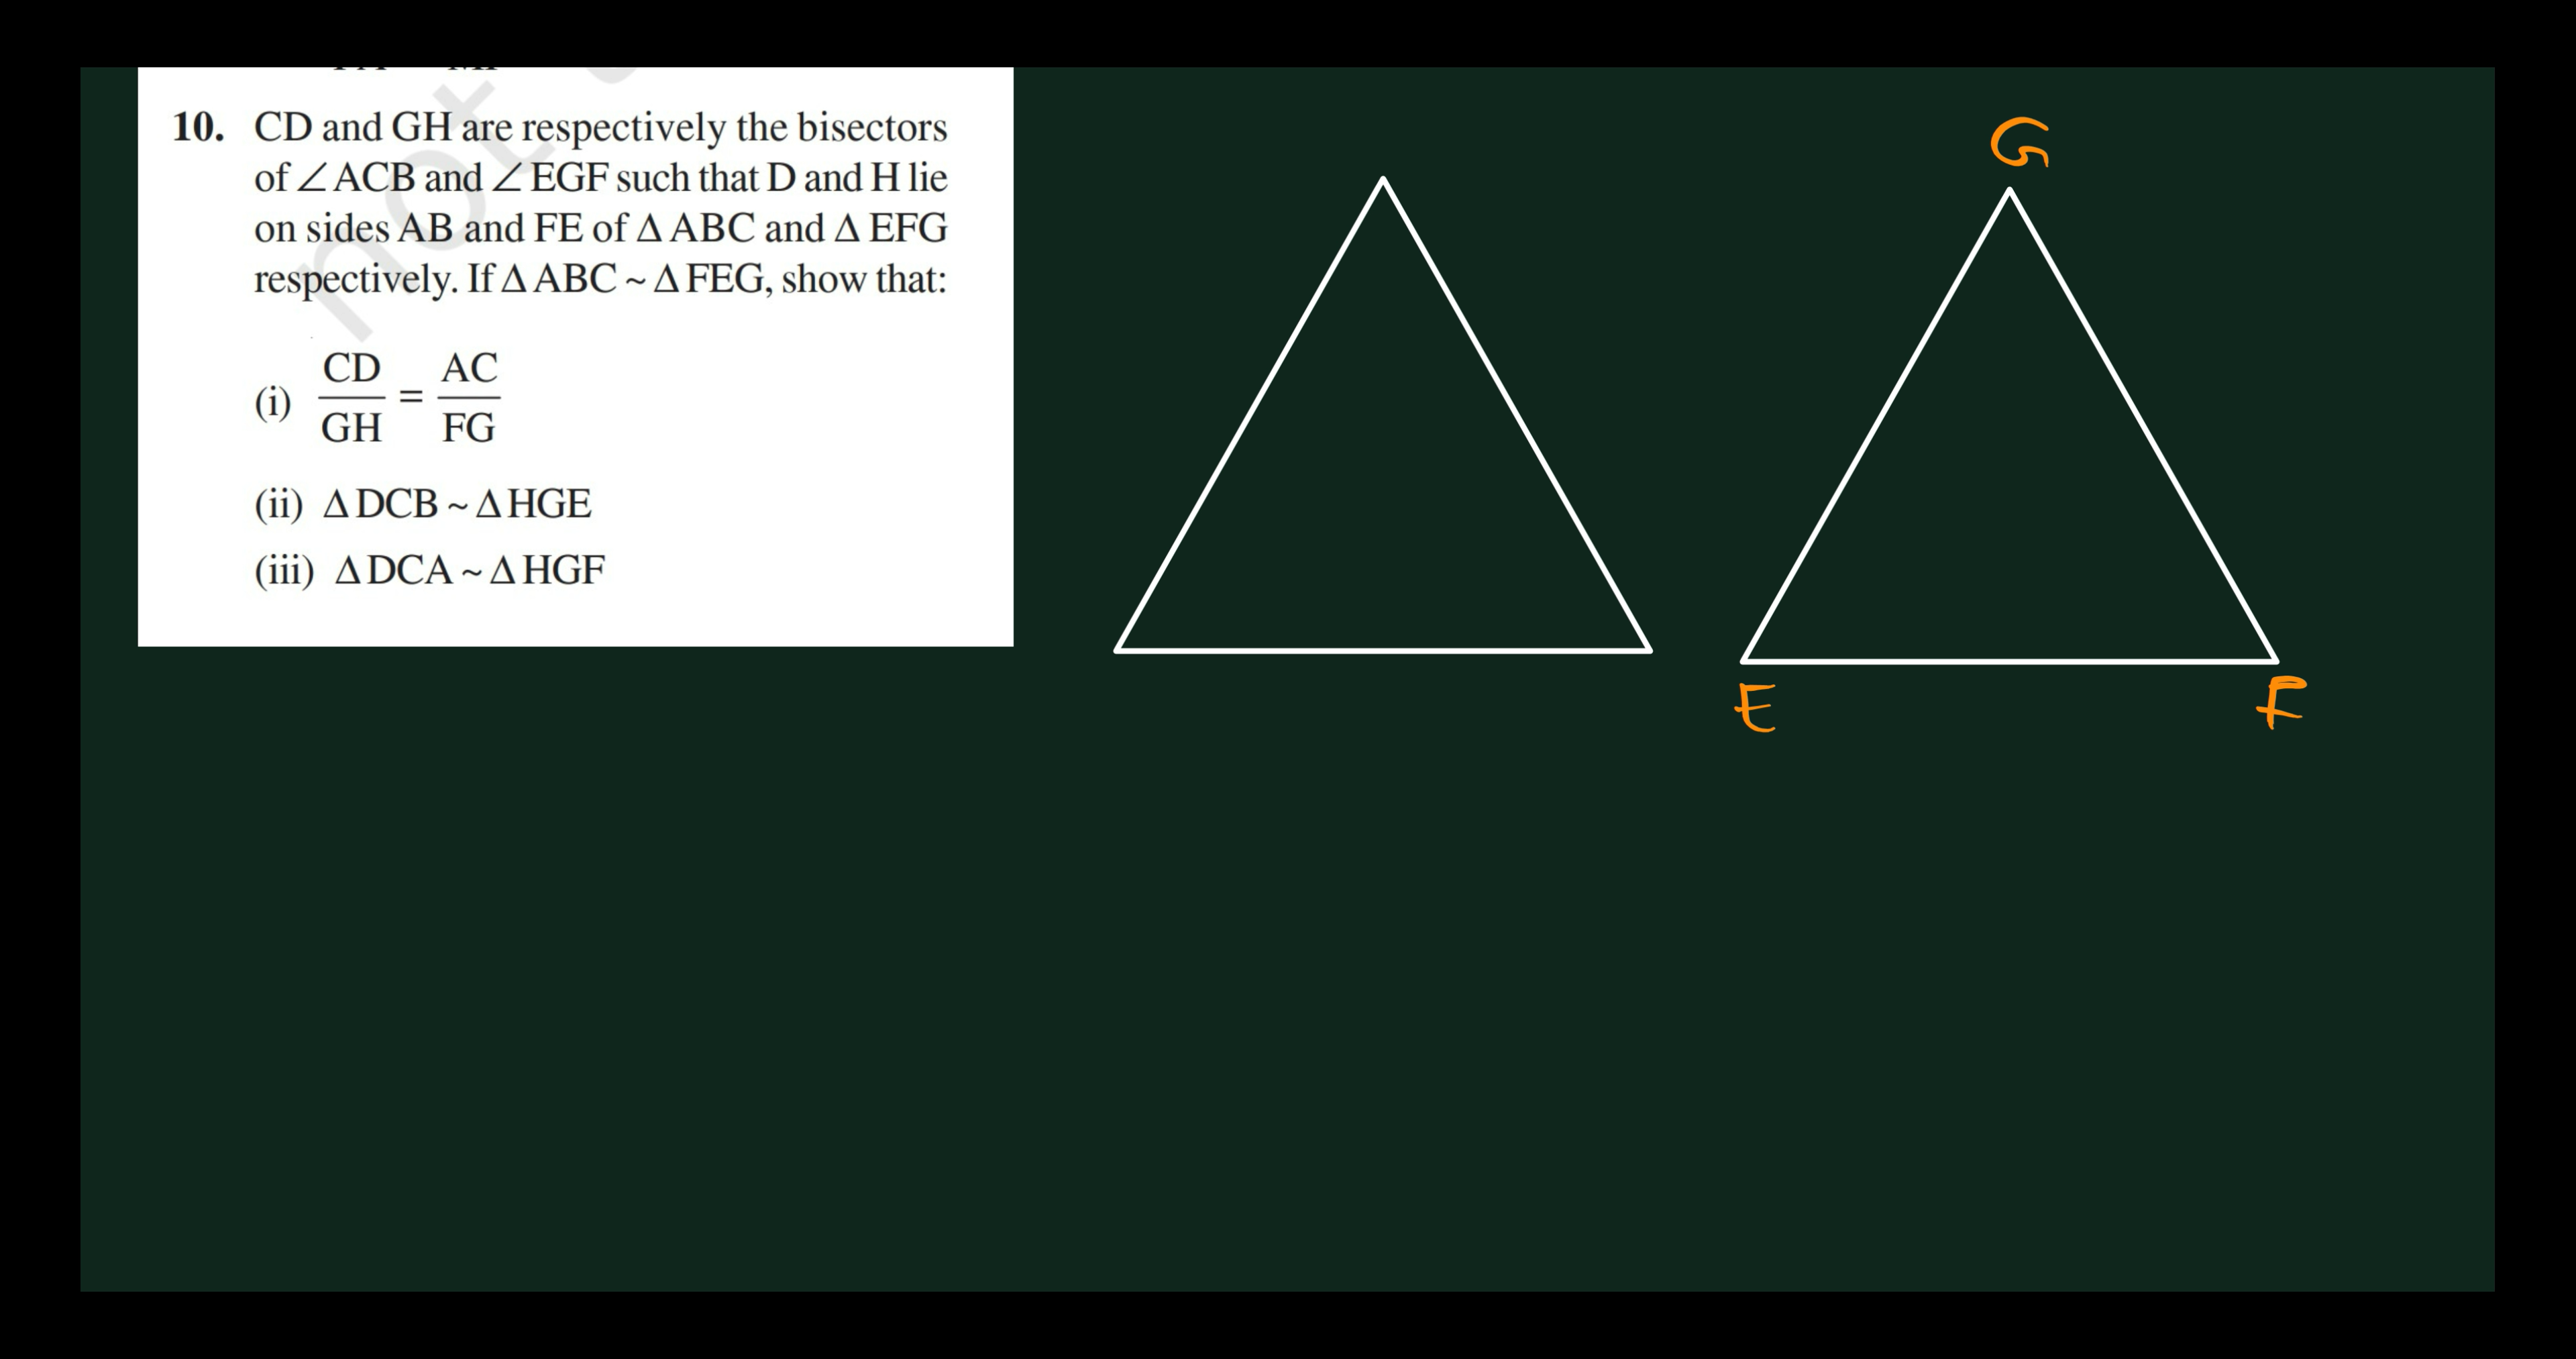 10. CD and GH are respectively the bisectors
of ∠ACB and ∠EGF such that D and H lie
on sides AB and FE of Δ ABC and Δ EFG
respectively. If Δ ABC ~ Δ FEG, show that:
(i) CD/GH = AC/FG
(ii) Δ DCB ~ Δ HGE
(iii) Δ DCA ~ Δ HGF
not
G
E
F